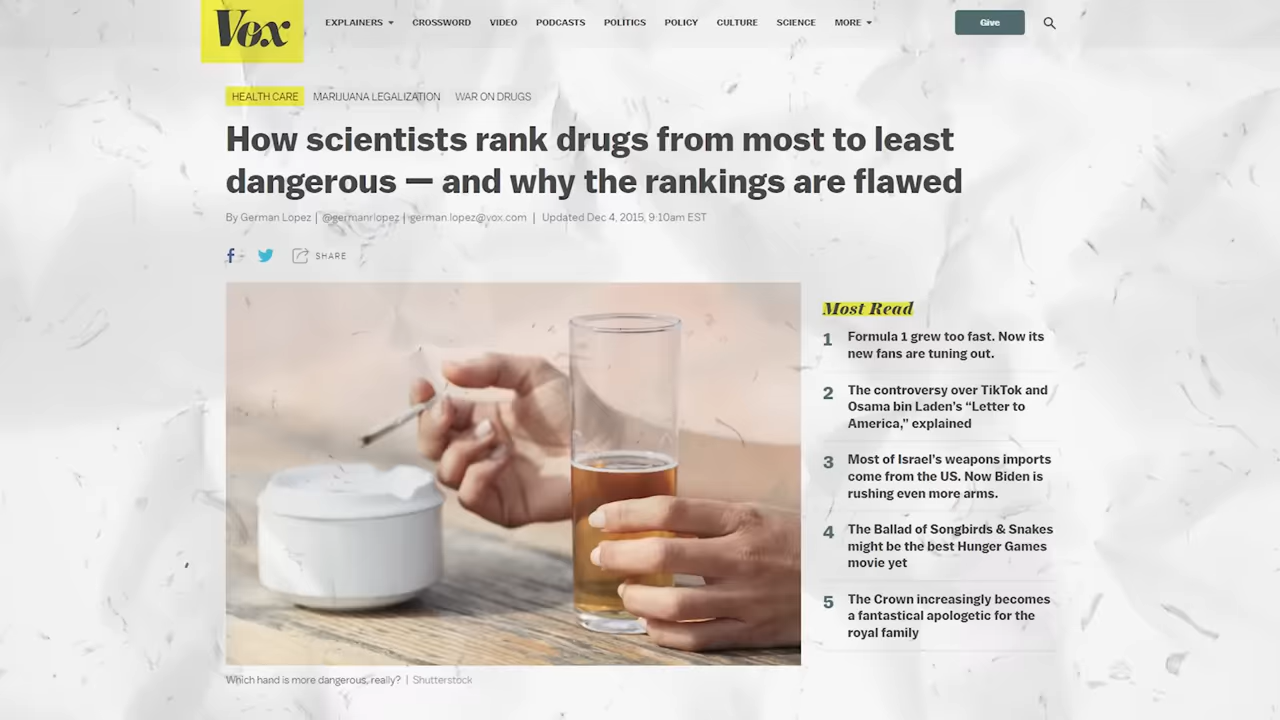 Vox
EXPLAINERS CROSSWORD VIDEO PODCASTS POLITICS POLICY CULTURE SCIENCE MORE
Give
HEALTH CARE MARIJUANA LEGALIZATION WAR ON DRUGS
How scientists rank drugs from most to least
dangerous — and why the rankings are flawed
By German Lopez | @germanrlopez | german.lopez@vox.com | Updated Dec 4, 2015, 9:10am EST
SHARE
Most Read
1 Formula 1 grew too fast. Now its
new fans are tuning out.
2 The controversy over TikTok and
Osama bin Laden's “Letter to
America,” explained
3 Most of Israel's weapons imports
come from the US. Now Biden is
rushing even more arms.
4 The Ballad of Songbirds & Snakes
might be the best Hunger Games
movie yet
5 The Crown increasingly becomes
a fantastical apologetic for the
royal family
Which hand is more dangerous, really? | Shutterstock